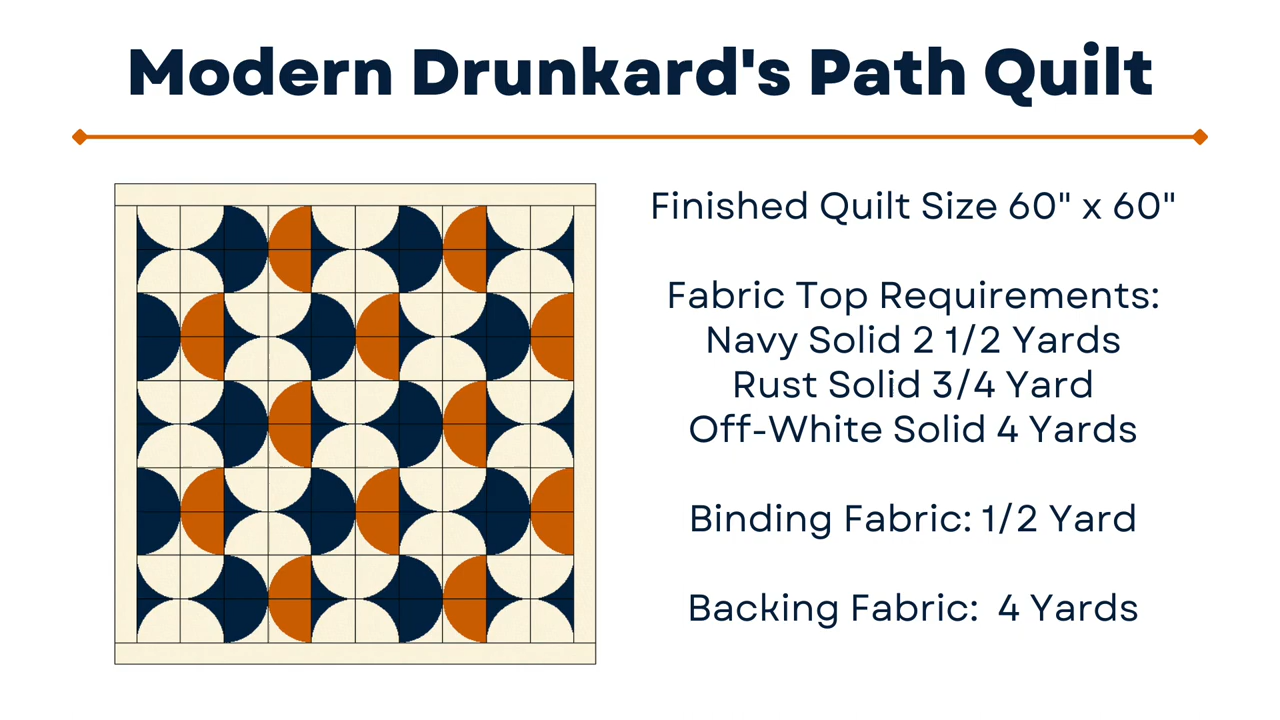 Modern Drunkard's Path Quilt
Finished Quilt Size 60" x 60"
Fabric Top Requirements:
Navy Solid 2 1/2 Yards
Rust Solid 3/4 Yard
Off-White Solid 4 Yards
Binding Fabric: 1/2 Yard
Backing Fabric: 4 Yards